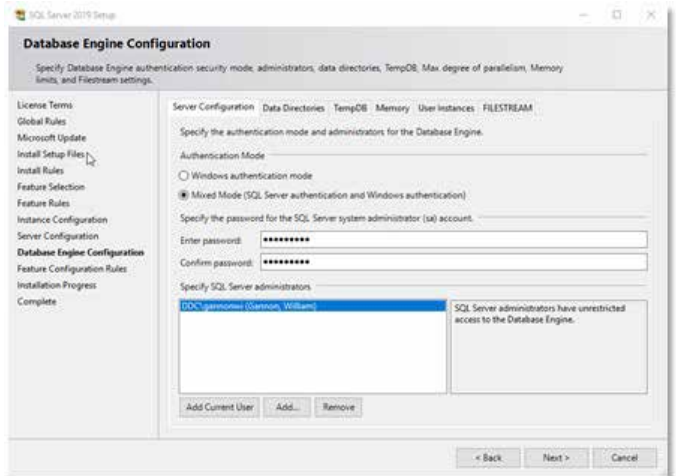 SQL Server 2019 Setup
Database Engine Configuration
Specify Database Engine authentication security mode, administrators, data directories, TempDB, Max degree of parallelism, Memory
limits, and Filestream settings.
License Terms
Global Rules
Microsoft Update
Install Setup Files
Install Rules
Feature Selection
Feature Rules
Instance Configuration
Server Configuration
Database Engine Configuration
Feature Configuration Rules
Installation Progress
Complete
Server Configuration Data Directories TempDB Memory User Instances FILESTREAM
Specify the authentication mode and administrators for the Database Engine.
Authentication Mode
Windows authentication mode
Mixed Mode (SQL Server authentication and Windows authentication)
Specify the password for the SQL Server system administrator (sa) account.
Enter password: •••••••••
Confirm password: •••••••••
Specify SQL Server administrators
DDC\gannonwi (Gannon, William)
SQL Server administrators have unrestricted
access to the Database Engine.
Add Current User Add... Remove
< Back Next > Cancel